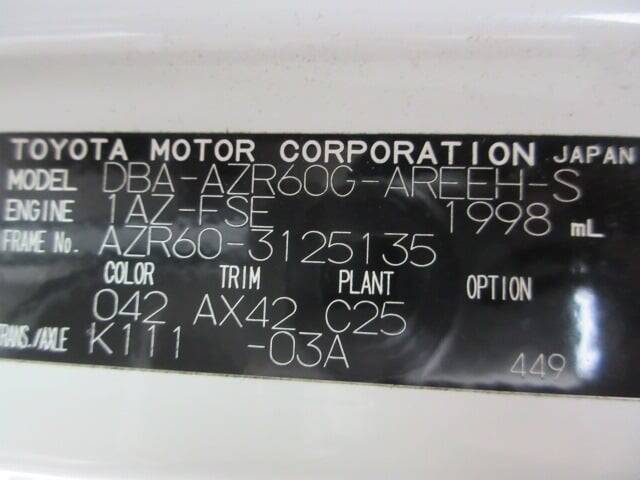 TOYOTA MOTOR CORPORATION JAPAN
MODEL DBA-AZR60G-AREEH-S
ENGINE 1AZ-FSE 1998 mL
FRAME No. AZR60-3125135
COLOR TRIM PLANT OPTION
042 AX42 C25
TRANS./AXLE K111 -03A
449